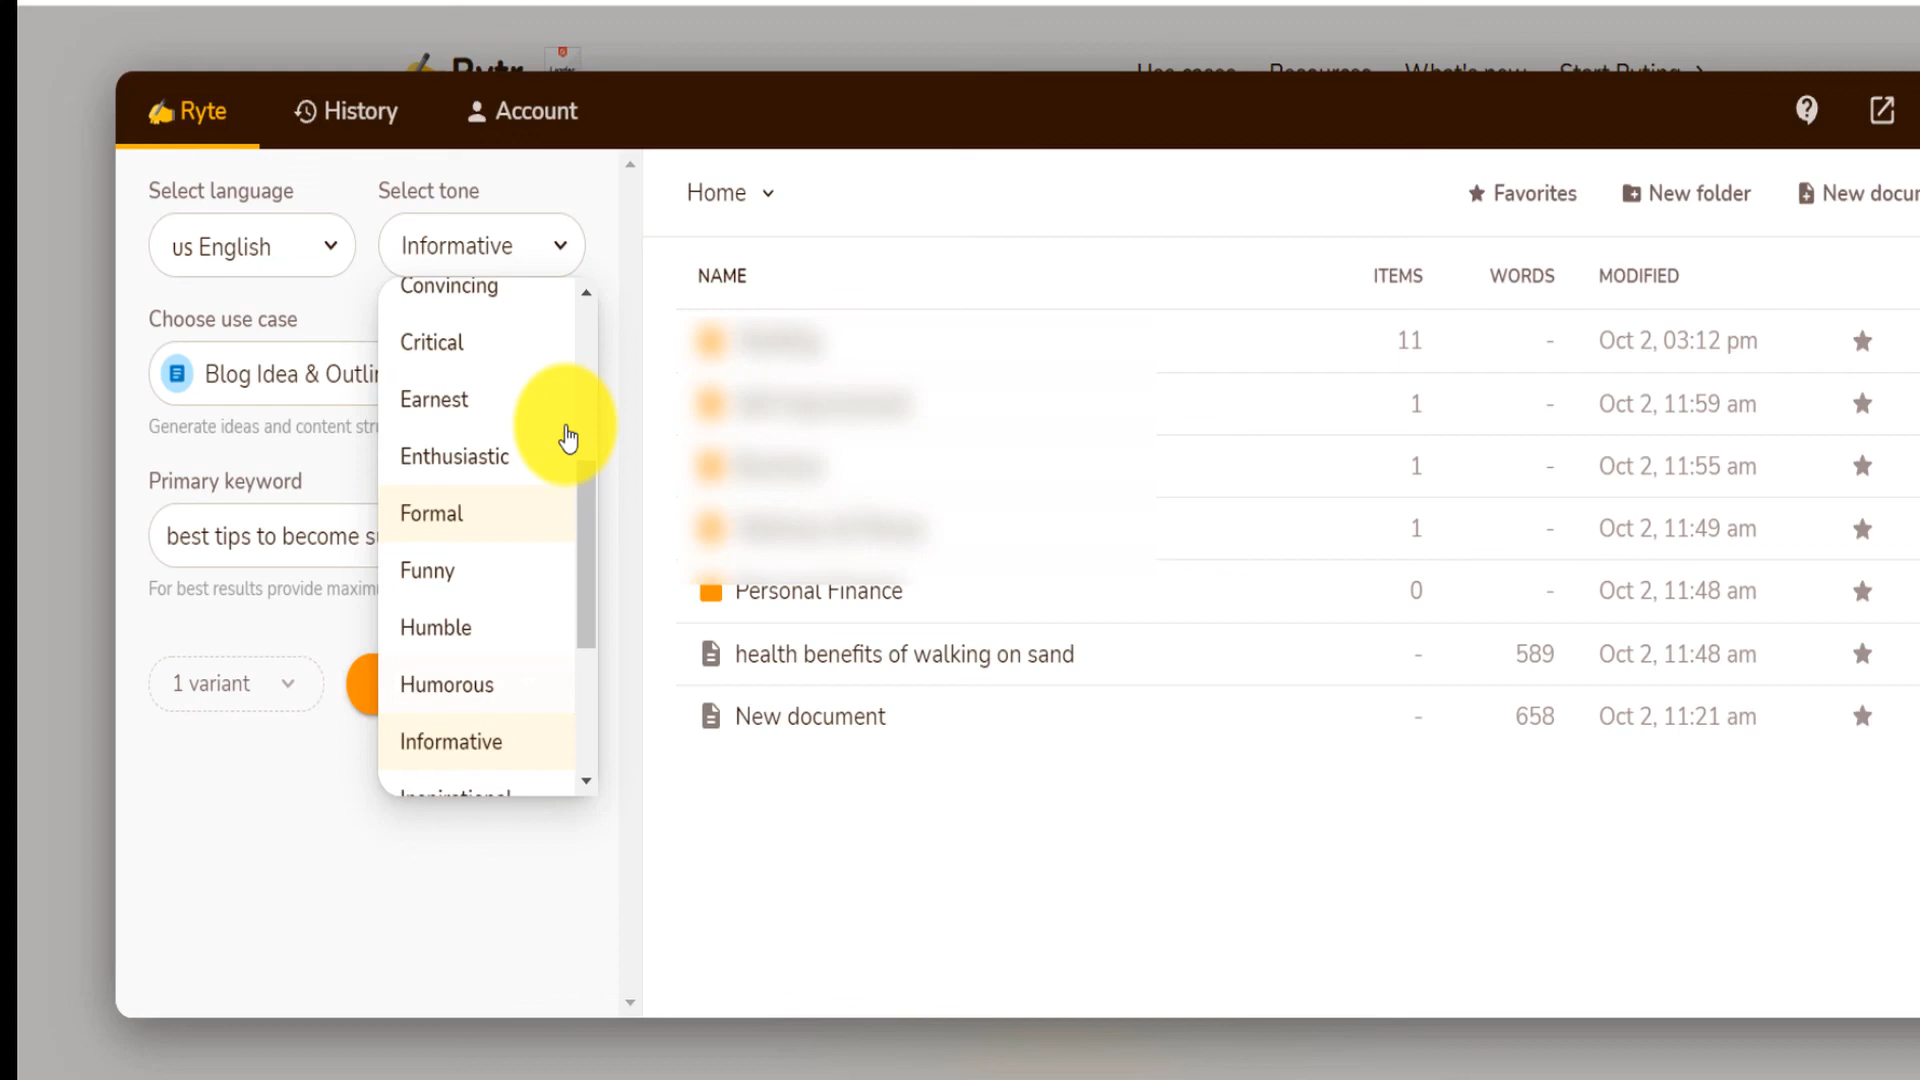 Ryte
History
Account
Select language
Select tone
us English
Informative
Convincing
Critical
Earnest
Enthusiastic
Formal
Funny
Humble
Humorous
Informative
Choose use case
Blog Idea & Outlin
Generate ideas and content stru
Primary keyword
best tips to become su
For best results provide maxim
1 variant
Home
Favorites
New folder
New docum
NAME ITEMS WORDS MODIFIED
11 - Oct 2, 03:12 pm
1 - Oct 2, 11:59 am
1 - Oct 2, 11:55 am
1 - Oct 2, 11:49 am
Personal Finance 0 - Oct 2, 11:48 am
health benefits of walking on sand - 589 Oct 2, 11:48 am
New document - 658 Oct 2, 11:21 am